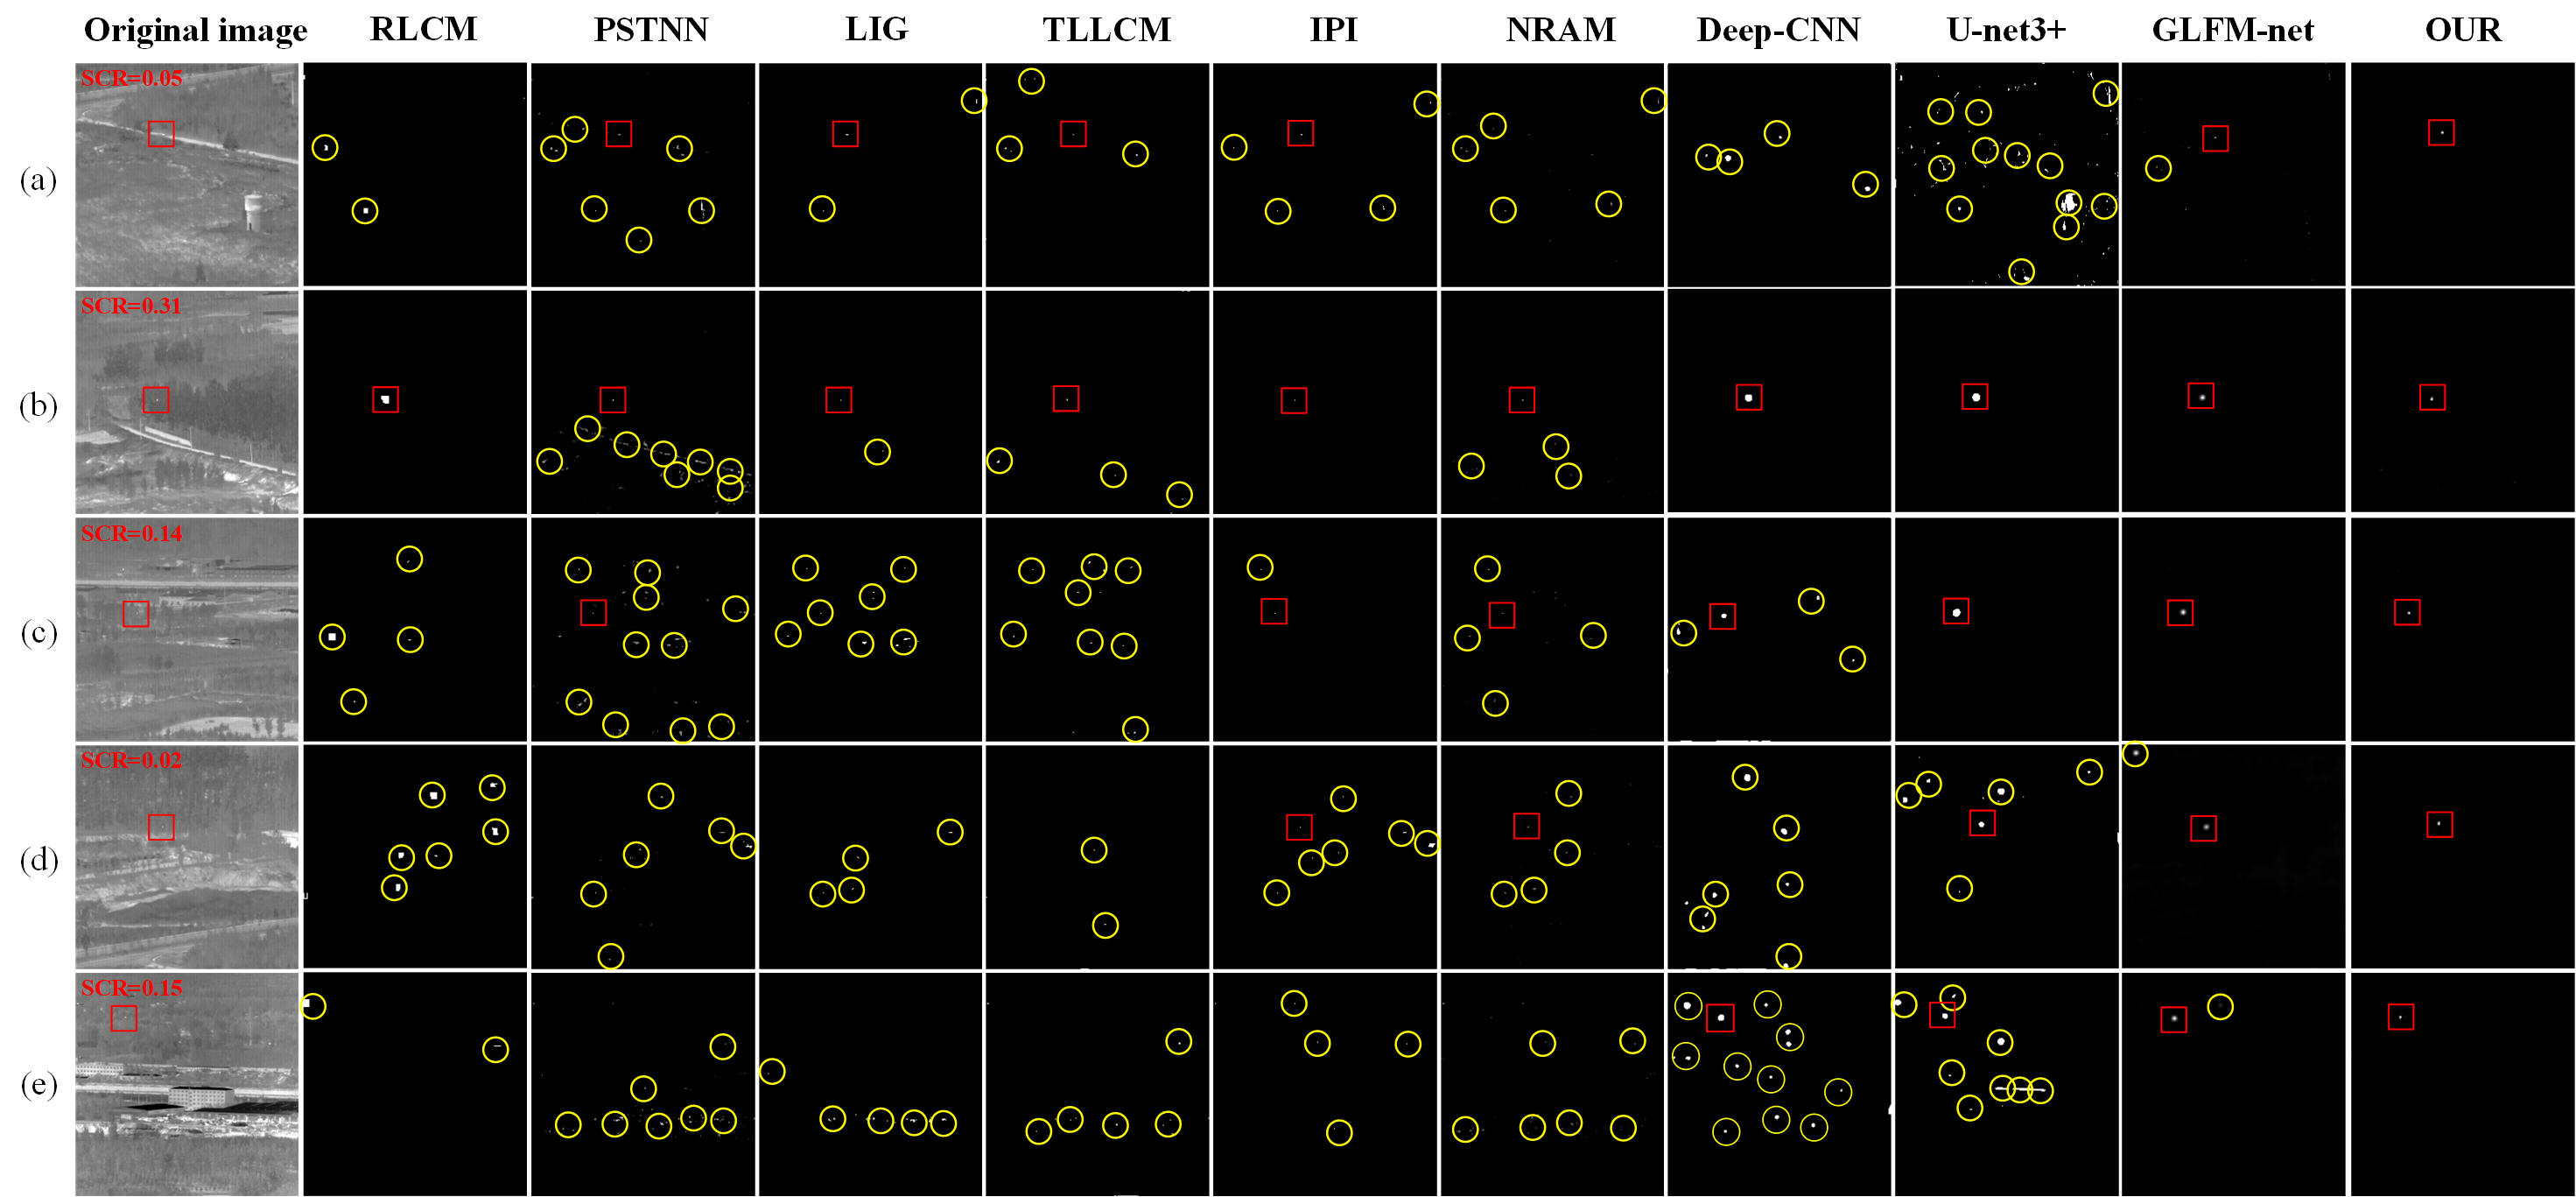 Original image RLCM PSTNN LIG TLLCM IPI NRAM Deep-CNN U-net3+ GLFM-net OUR
SCR=0.05
(a)
SCR=0.31
(b)
SCR=0.14
(c)
SCR=0.02
(d)
SCR=0.15
(e)